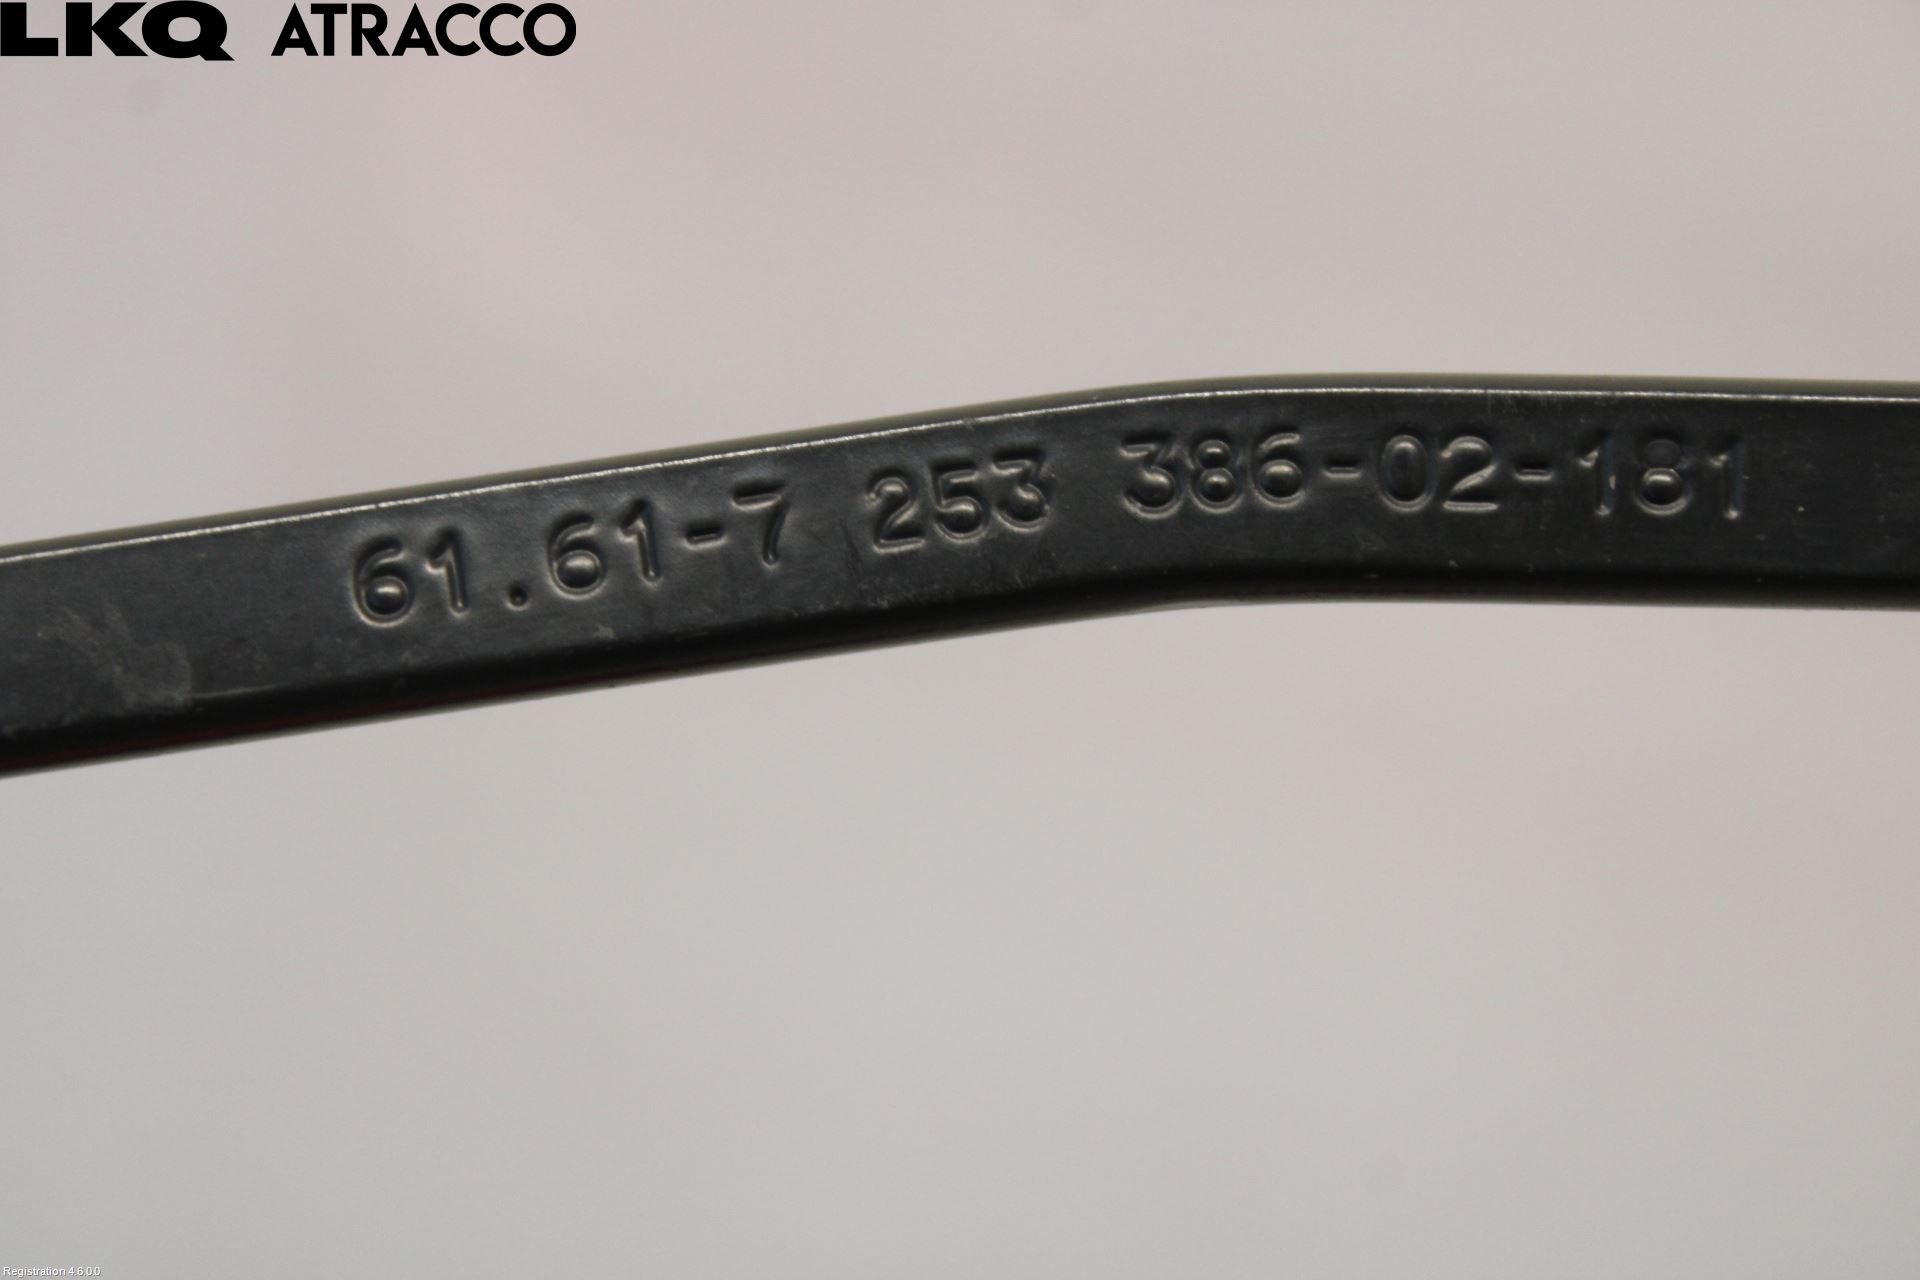 LKQ ATRACCO
61.61-7 253 386-02-181
Registration 4.6.0.0